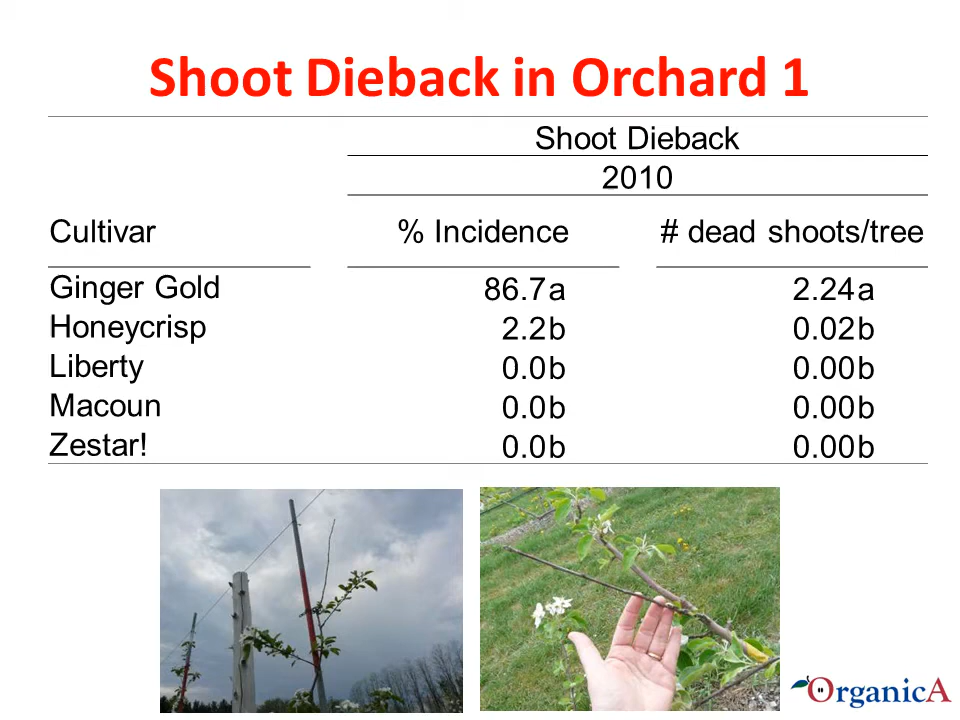 Shoot Dieback in Orchard 1
Shoot Dieback
2010
Cultivar % Incidence # dead shoots/tree
Ginger Gold 86.7a 2.24a
Honeycrisp 2.2b 0.02b
Liberty 0.0b 0.00b
Macoun 0.0b 0.00b
Zestar! 0.0b 0.00b
OrganicA